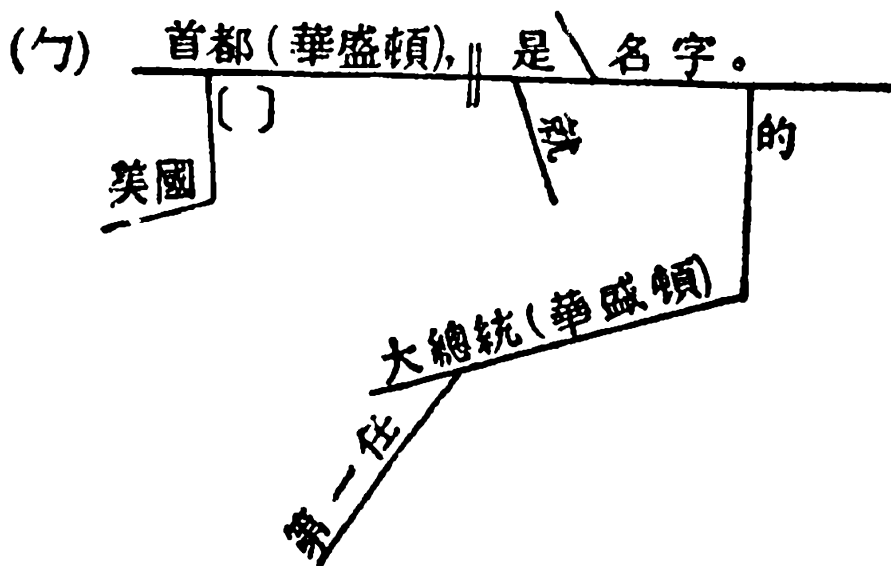 (ㄅ) 首都(華盛頓), 是 名字。
〔 〕
就
的
美國
大總統(華盛頓)
第一任